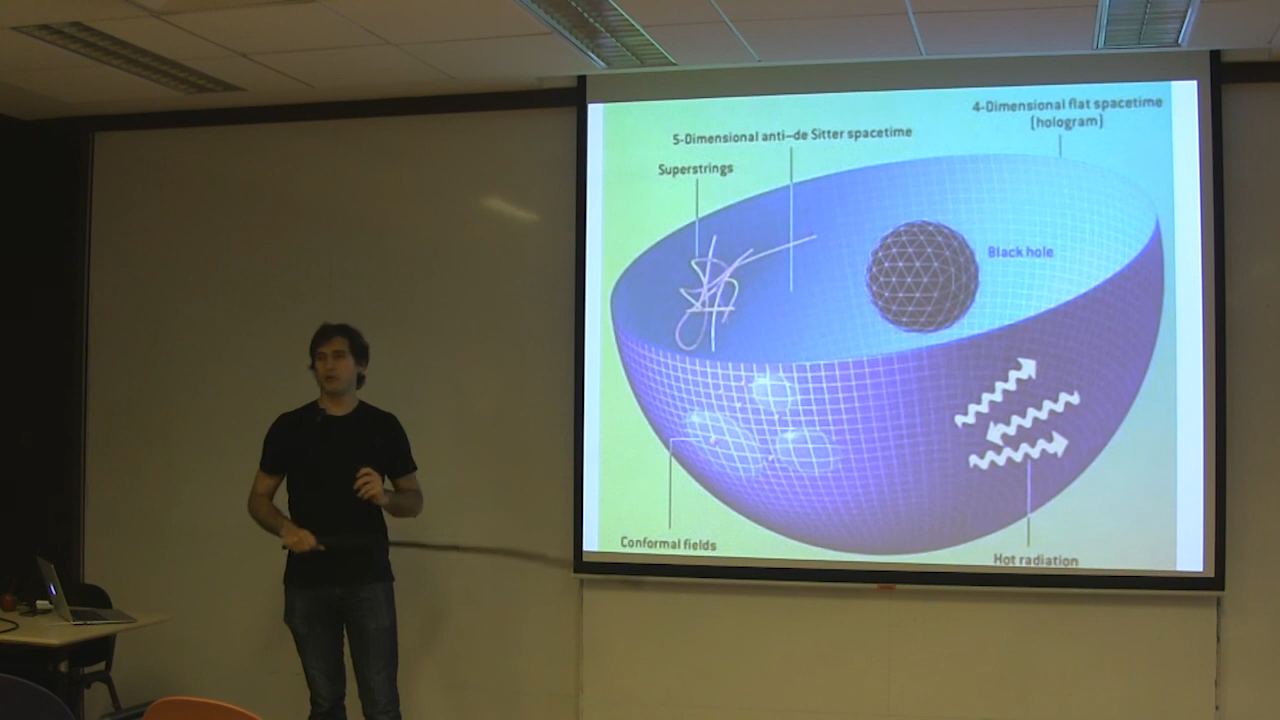 4-Dimensional flat spacetime
(hologram)
5-Dimensional anti–de Sitter spacetime
Superstrings
Black hole
Conformal fields
Hot radiation